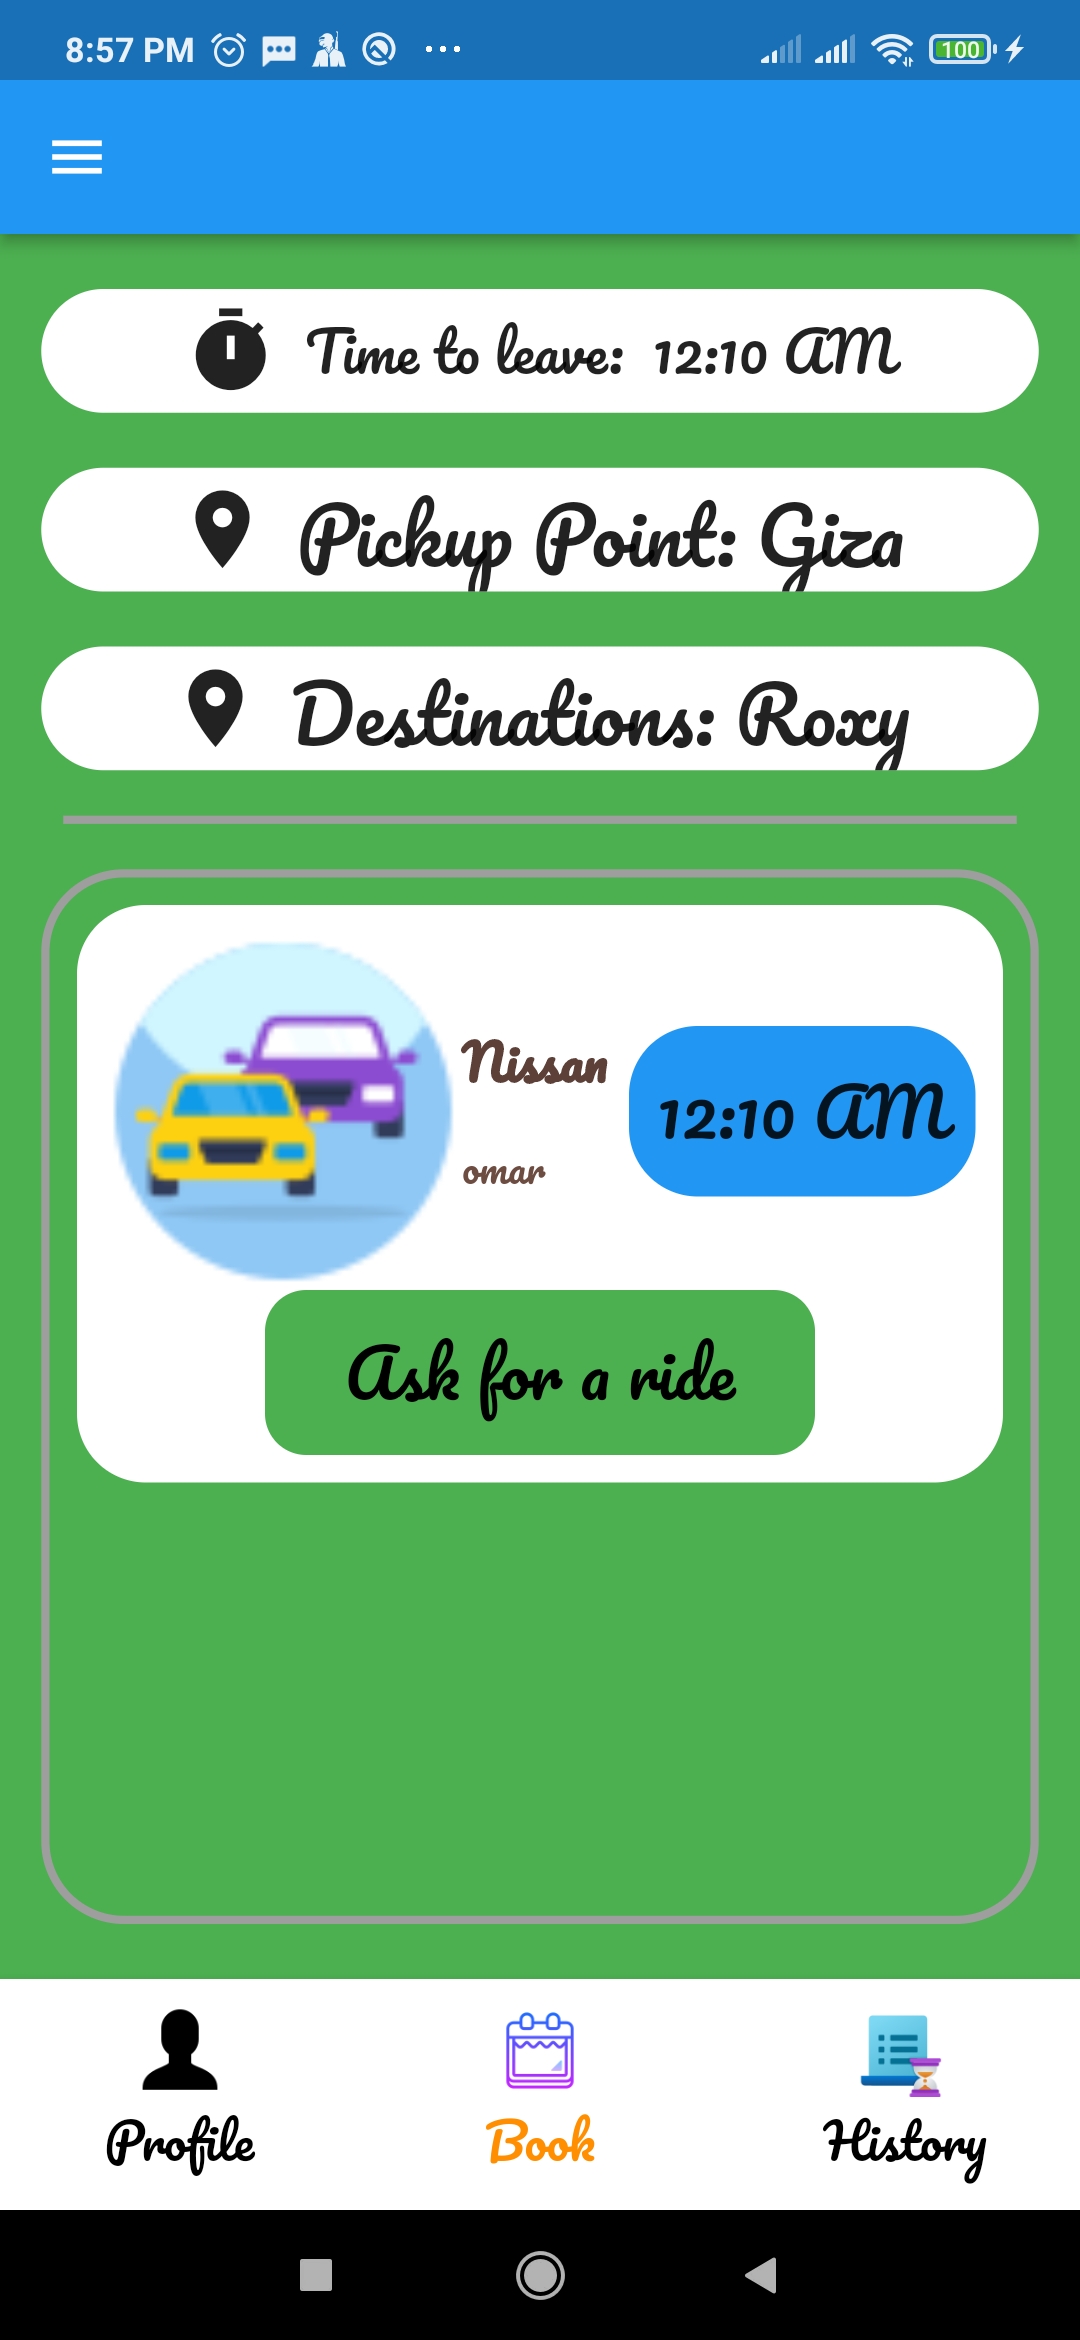 8:57 PM
100
Time to leave: 12:10 AM
Pickup Point: Giza
Destinations: Roxy
Nissan
12:10 AM
omar
Ask for a ride
Profile
Book
History